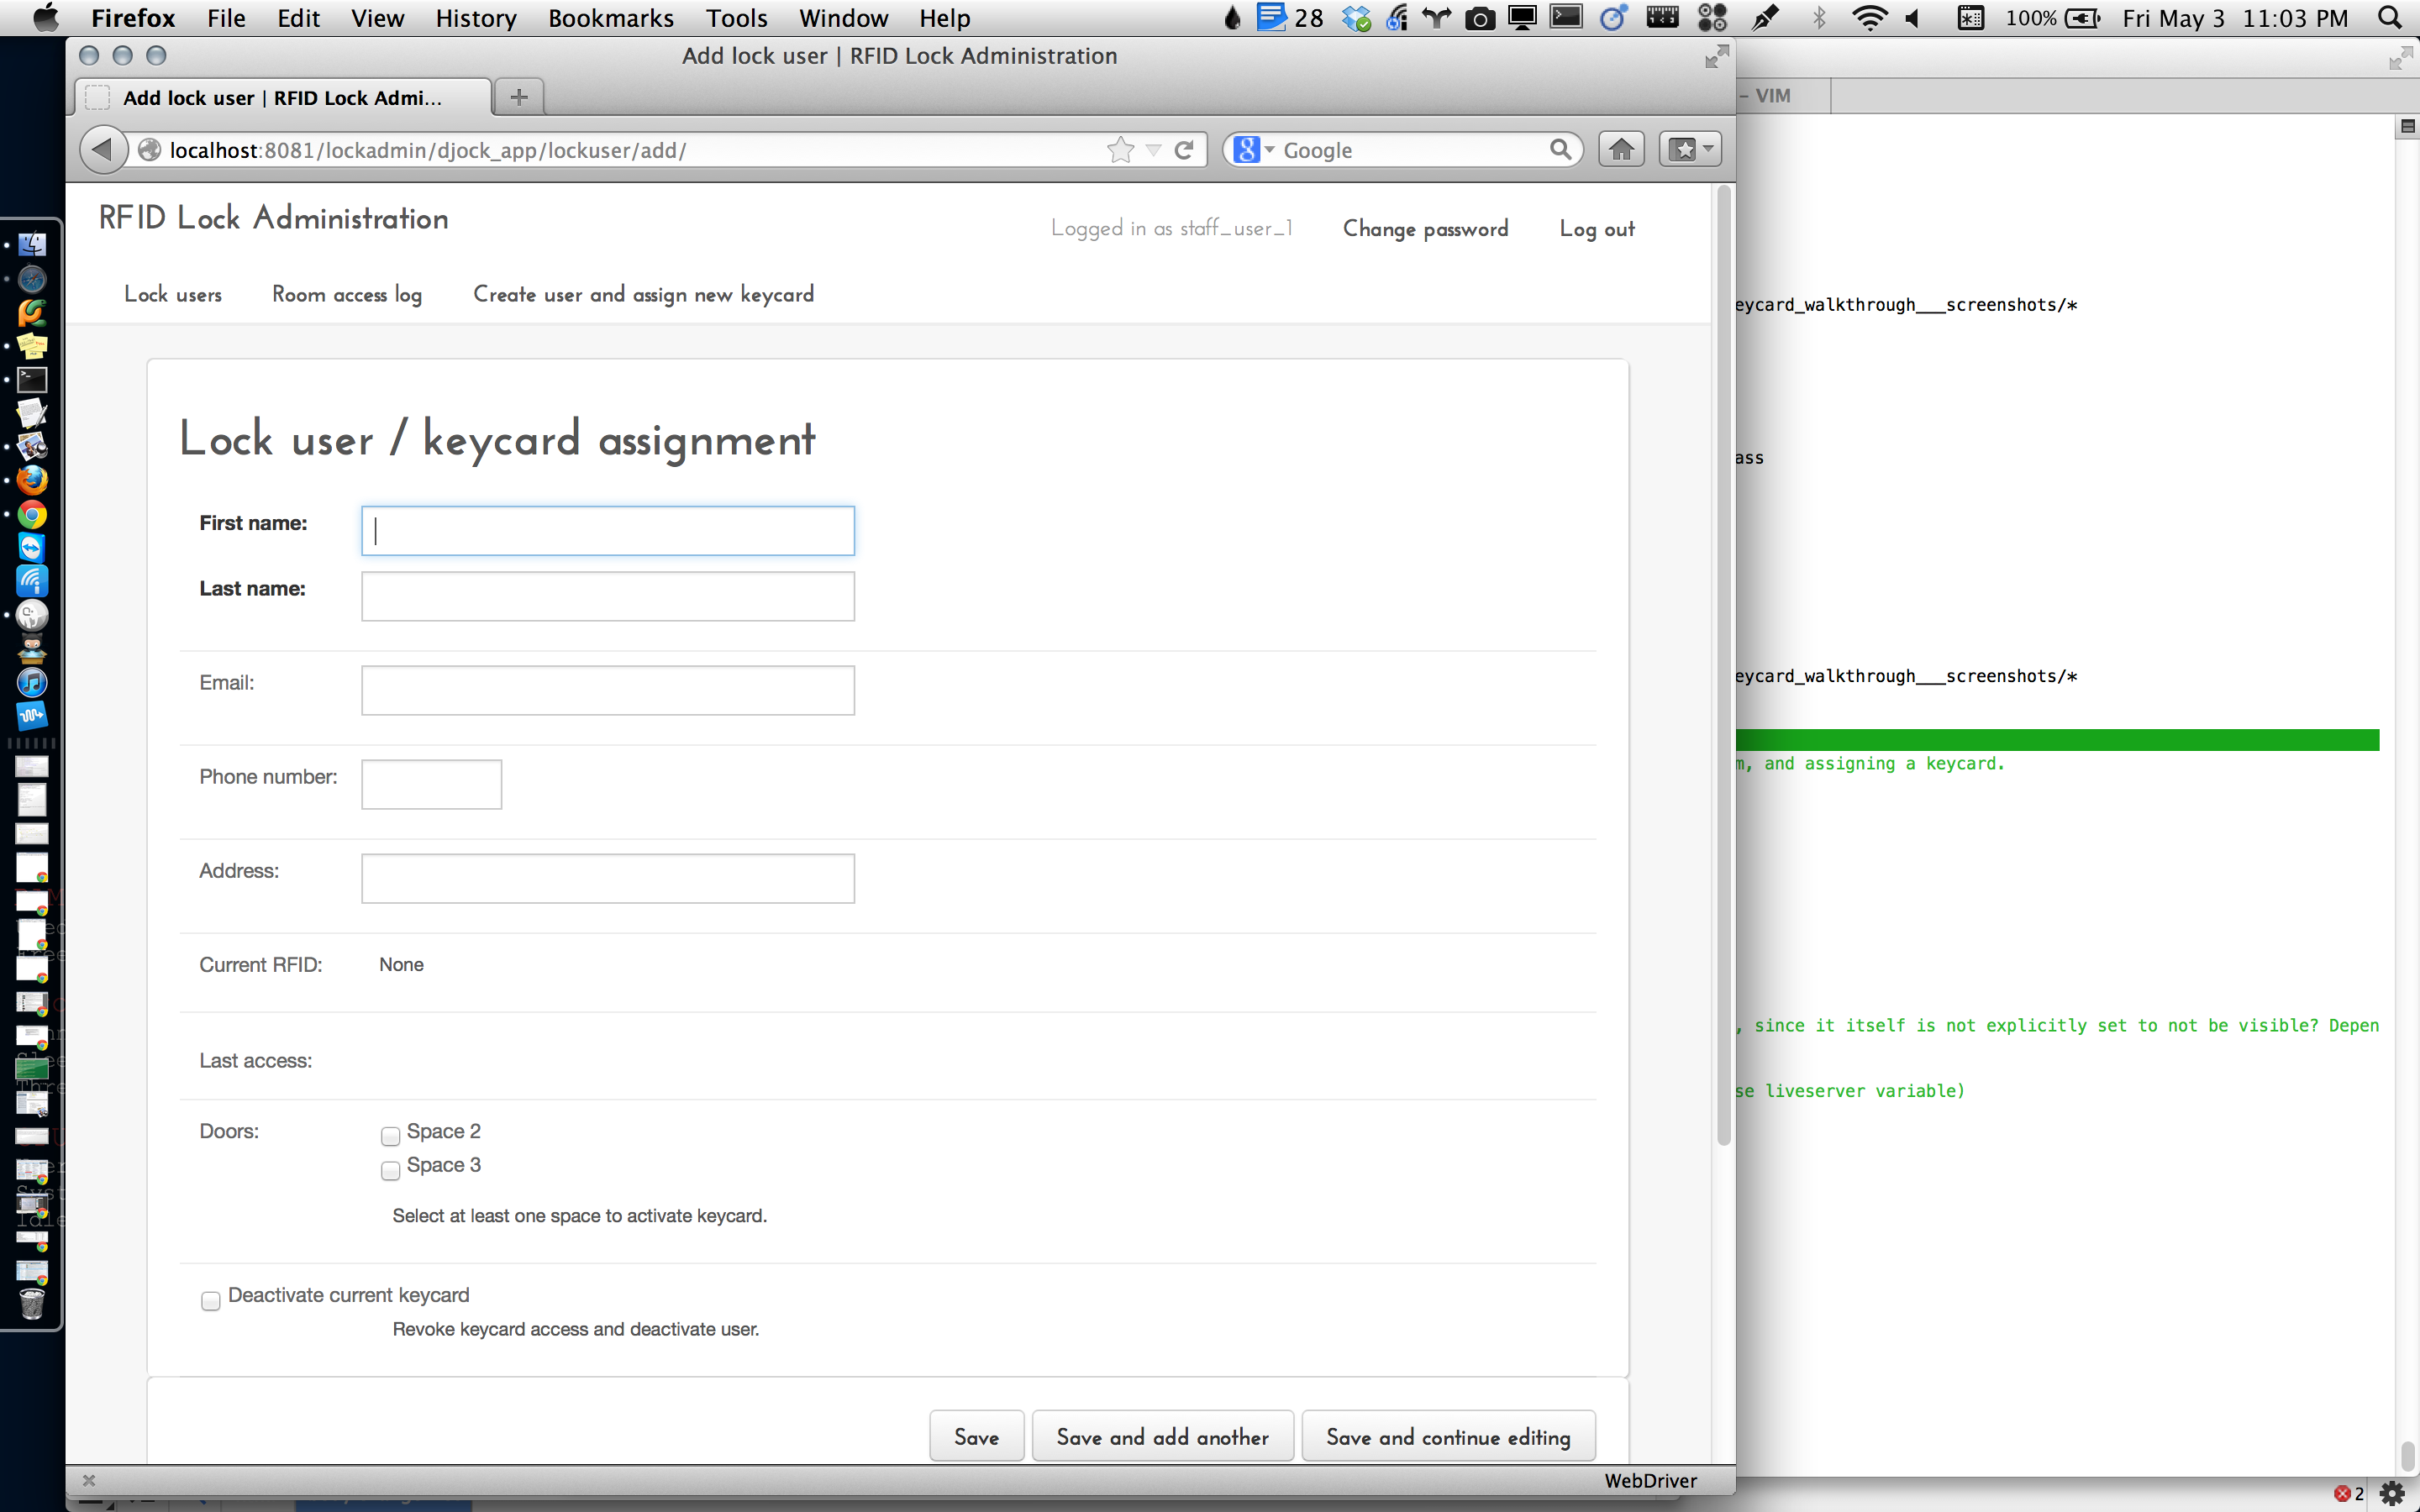 Firefox File Edit View History Bookmarks Tools Window Help 28 100% Fri May 3 11:03 PM
Add lock user | RFID Lock Administration
Add lock user | RFID Lock Admi...
– VIM
localhost:8081/lockadmin/djock_app/lockuser/add/
Google
RFID Lock Administration
Logged in as staff_user_1 Change password Log out
Lock users Room access log Create user and assign new keycard
eycard_walkthrough___screenshots/*
Lock user / keycard assignment
ass
First name:
Last name:
Email:
eycard_walkthrough___screenshots/*
Phone number:
m, and assigning a keycard.
Address:
Current RFID: None
, since it itself is not explicitly set to not be visible? Depen
Last access:
se liveserver variable)
Doors:
Space 2
Space 3
Select at least one space to activate keycard.
Deactivate current keycard
Revoke keycard access and deactivate user.
Save Save and add another Save and continue editing
WebDriver
2